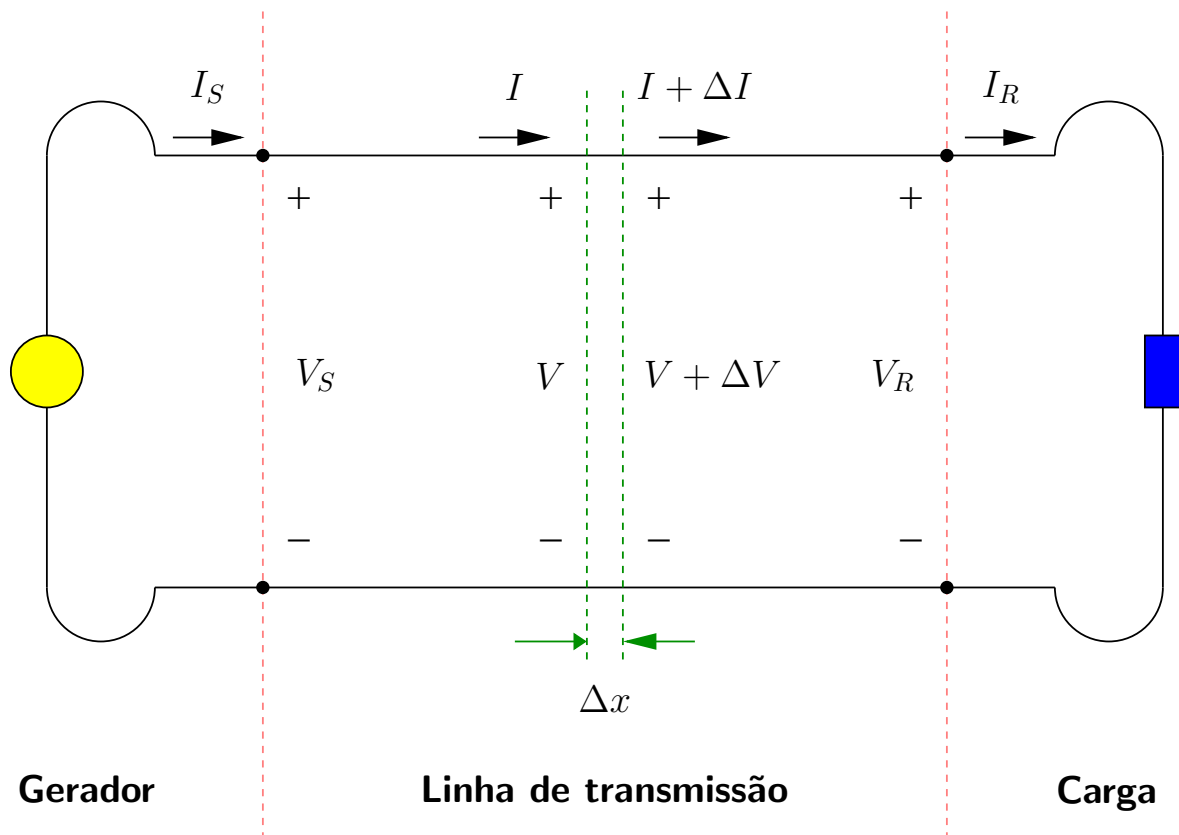 I_S I I + ΔI I_R
+ + + +
V_S V V + ΔV V_R
− − − −
Δx
Gerador Linha de transmissão Carga